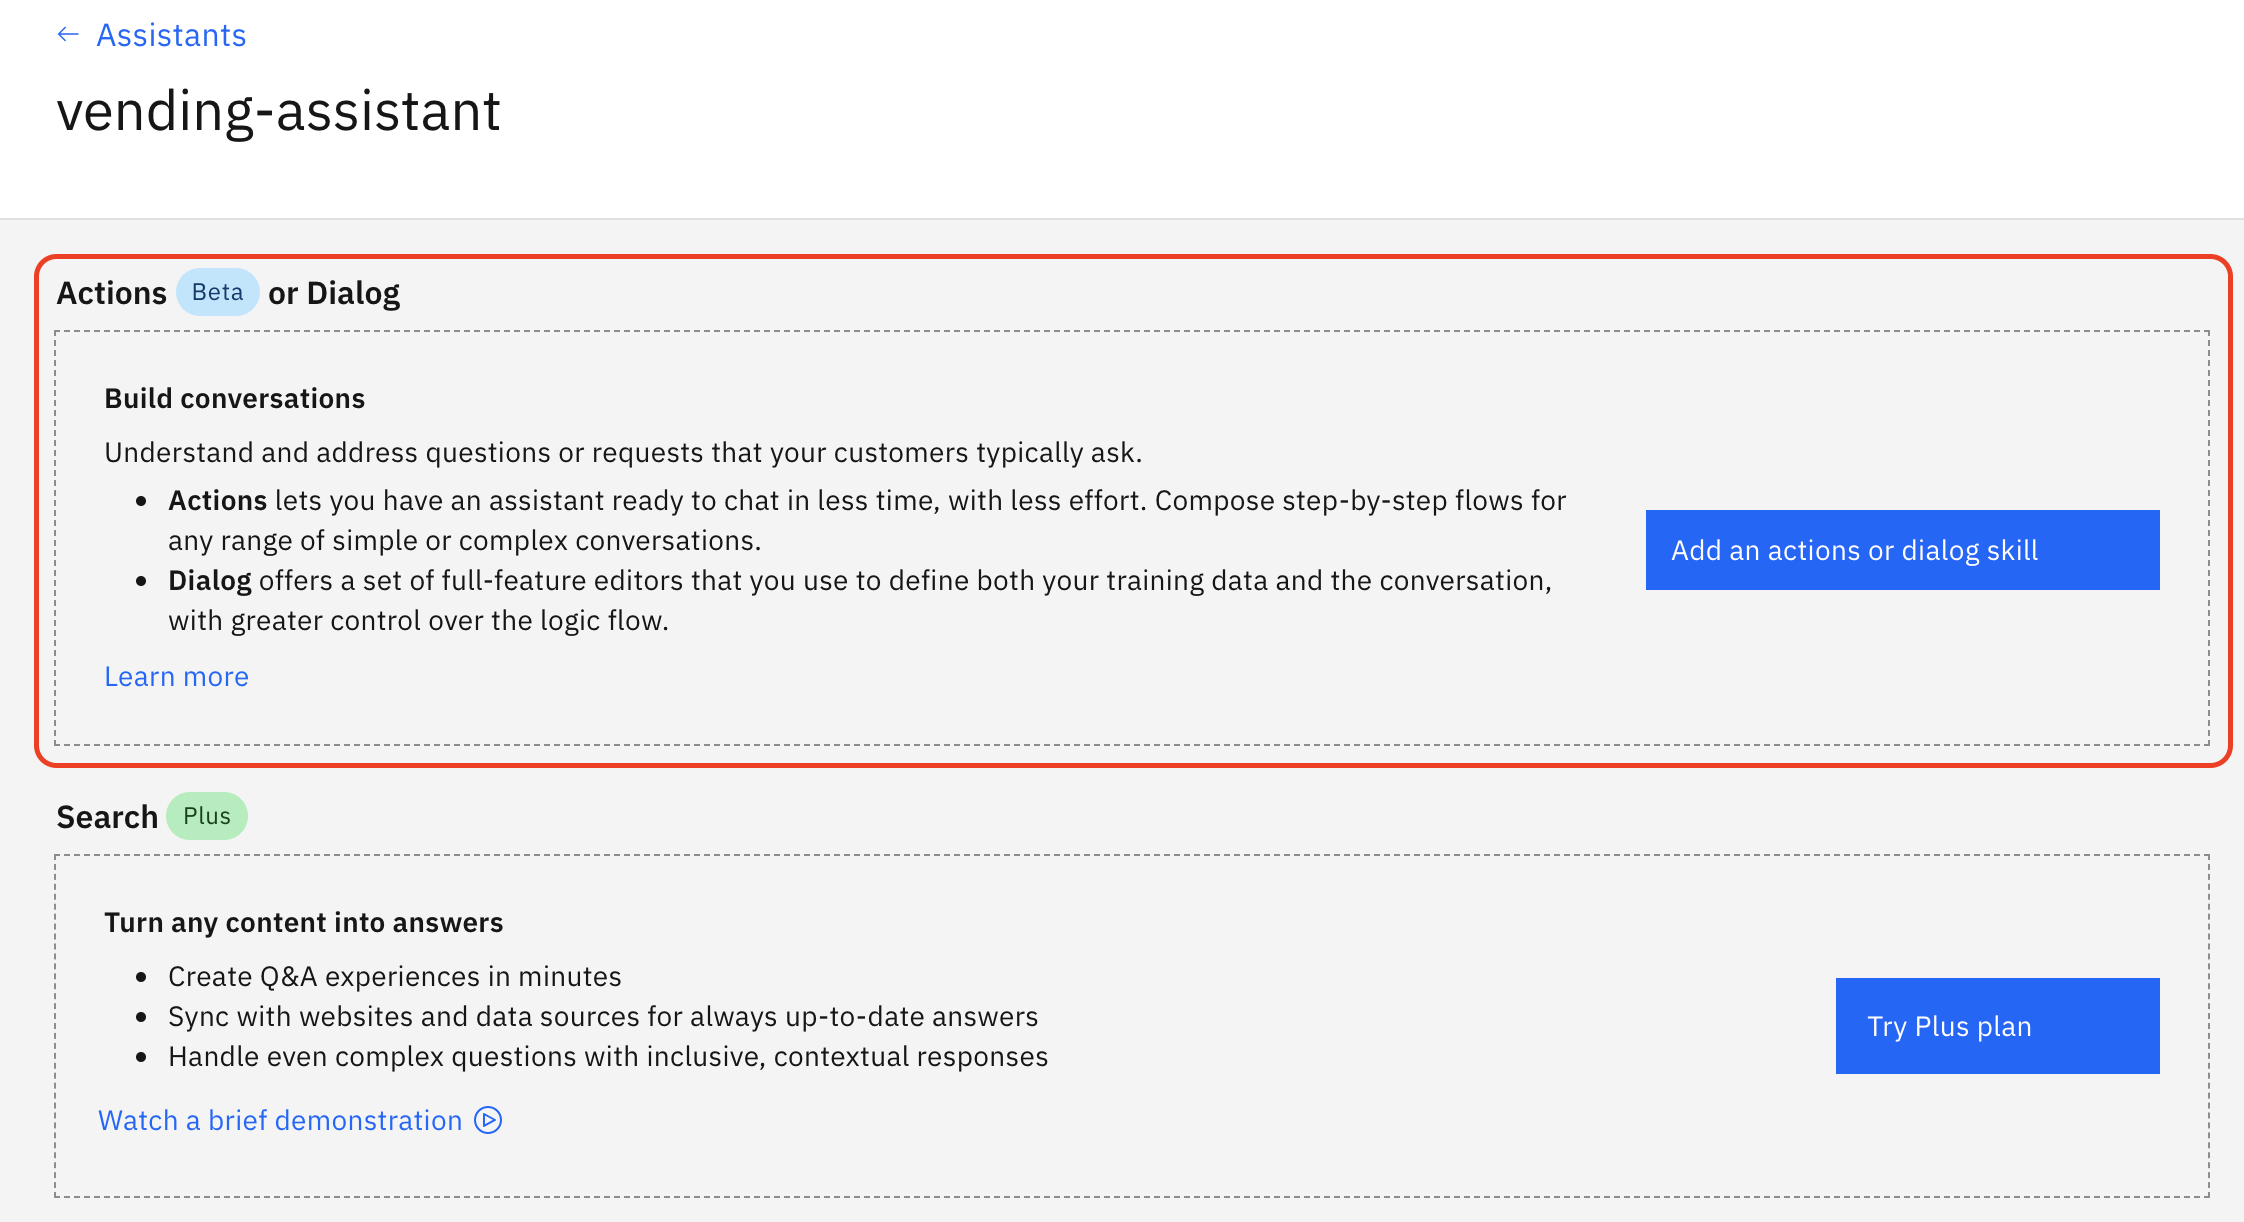 ← Assistants
vending-assistant
Actions Beta or Dialog
Build conversations
Understand and address questions or requests that your customers typically ask.
• Actions lets you have an assistant ready to chat in less time, with less effort. Compose step-by-step flows for
any range of simple or complex conversations.
• Dialog offers a set of full-feature editors that you use to define both your training data and the conversation,
with greater control over the logic flow.
Learn more
Add an actions or dialog skill
Search Plus
Turn any content into answers
• Create Q&A experiences in minutes
• Sync with websites and data sources for always up-to-date answers
• Handle even complex questions with inclusive, contextual responses
Watch a brief demonstration
Try Plus plan